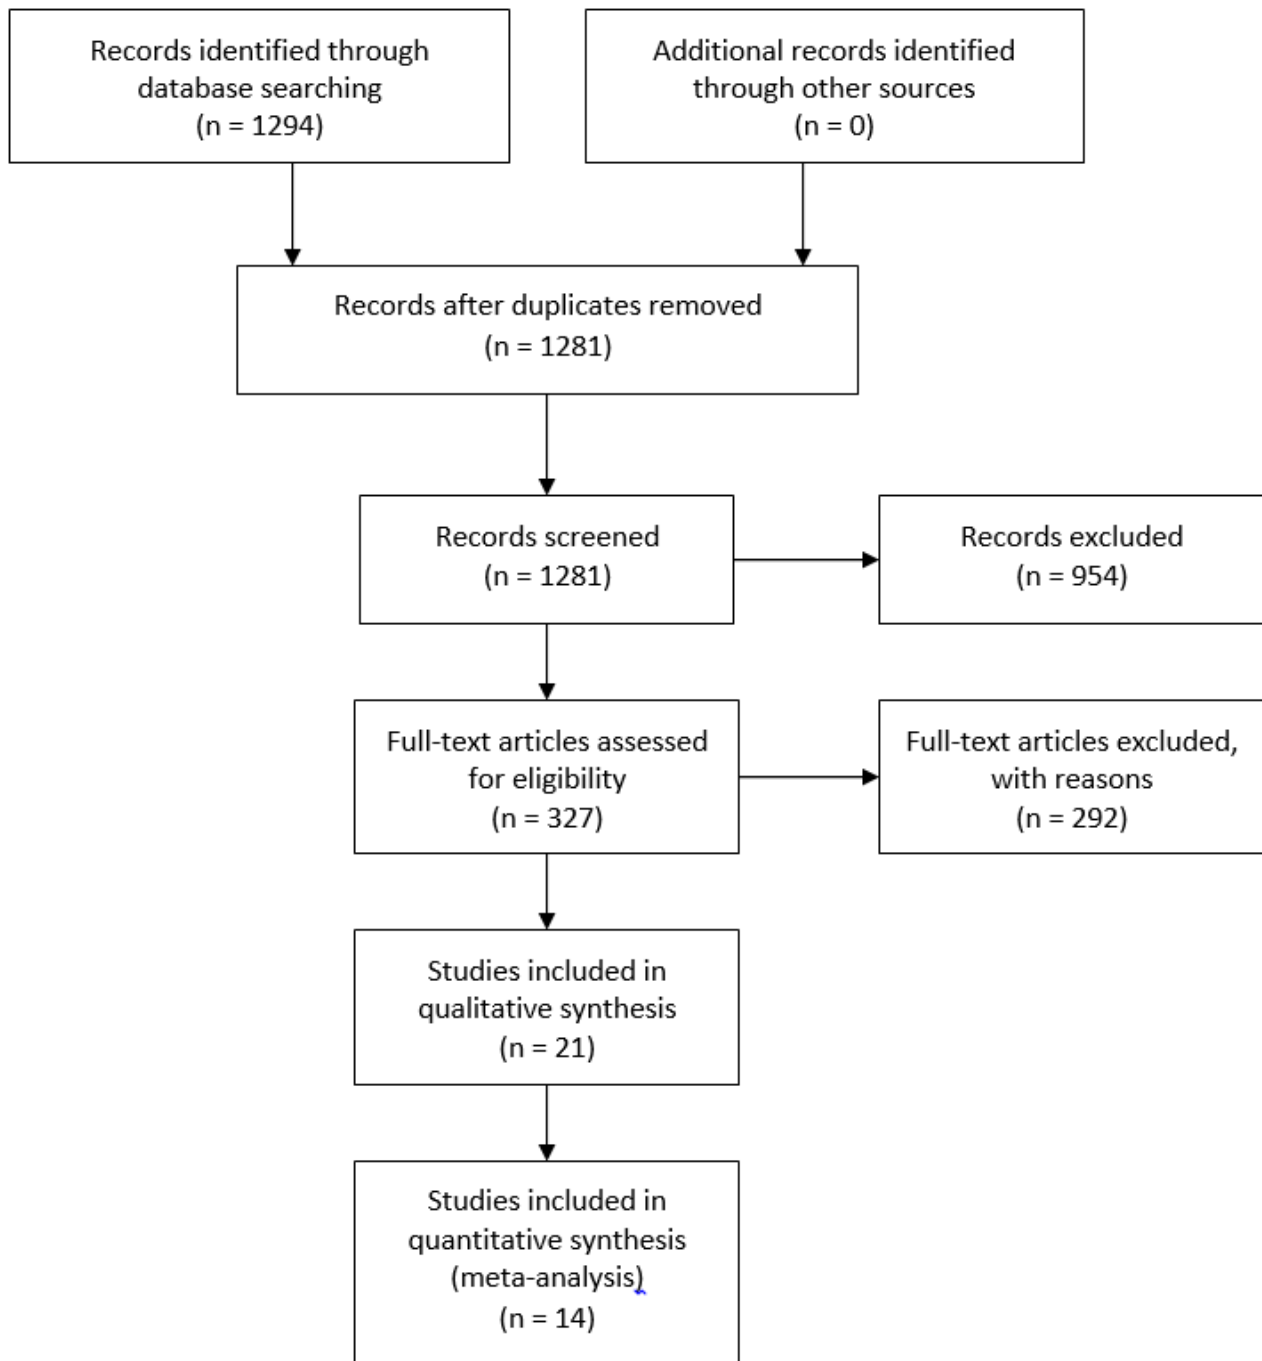 Records identified through
database searching
(n = 1294)
Additional records identified
through other sources
(n = 0)
Records after duplicates removed
(n = 1281)
Records screened
(n = 1281)
Records excluded
(n = 954)
Full-text articles assessed
for eligibility
(n = 327)
Full-text articles excluded,
with reasons
(n = 292)
Studies included in
qualitative synthesis
(n = 21)
Studies included in
quantitative synthesis
(meta-analysis)
(n = 14)